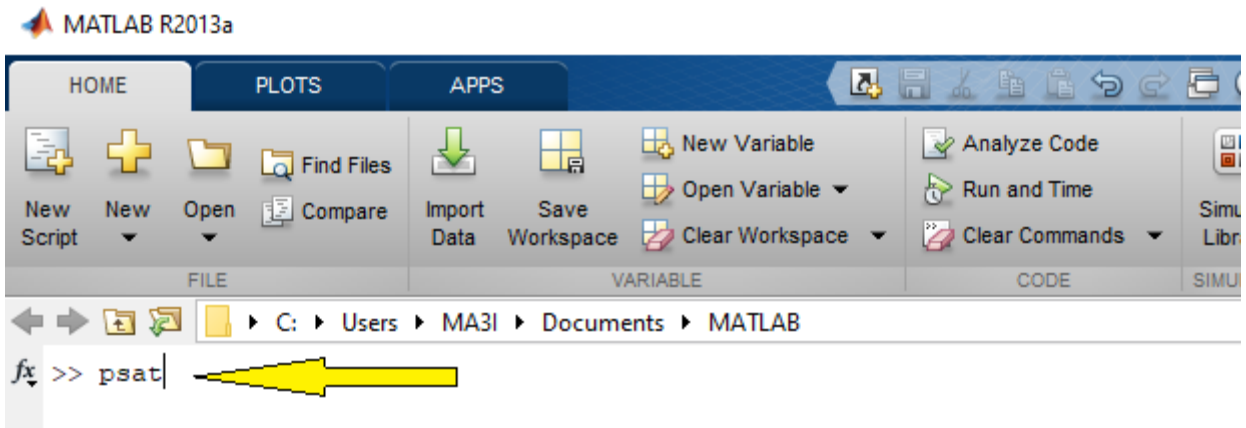 MATLAB R2013a
HOME PLOTS APPS
New Script
New
Open
Find Files
Compare
Import Data
Save Workspace
New Variable
Open Variable
Clear Workspace
Analyze Code
Run and Time
Clear Commands
FILE VARIABLE CODE
C: Users MA3I Documents MATLAB
fx >> psat